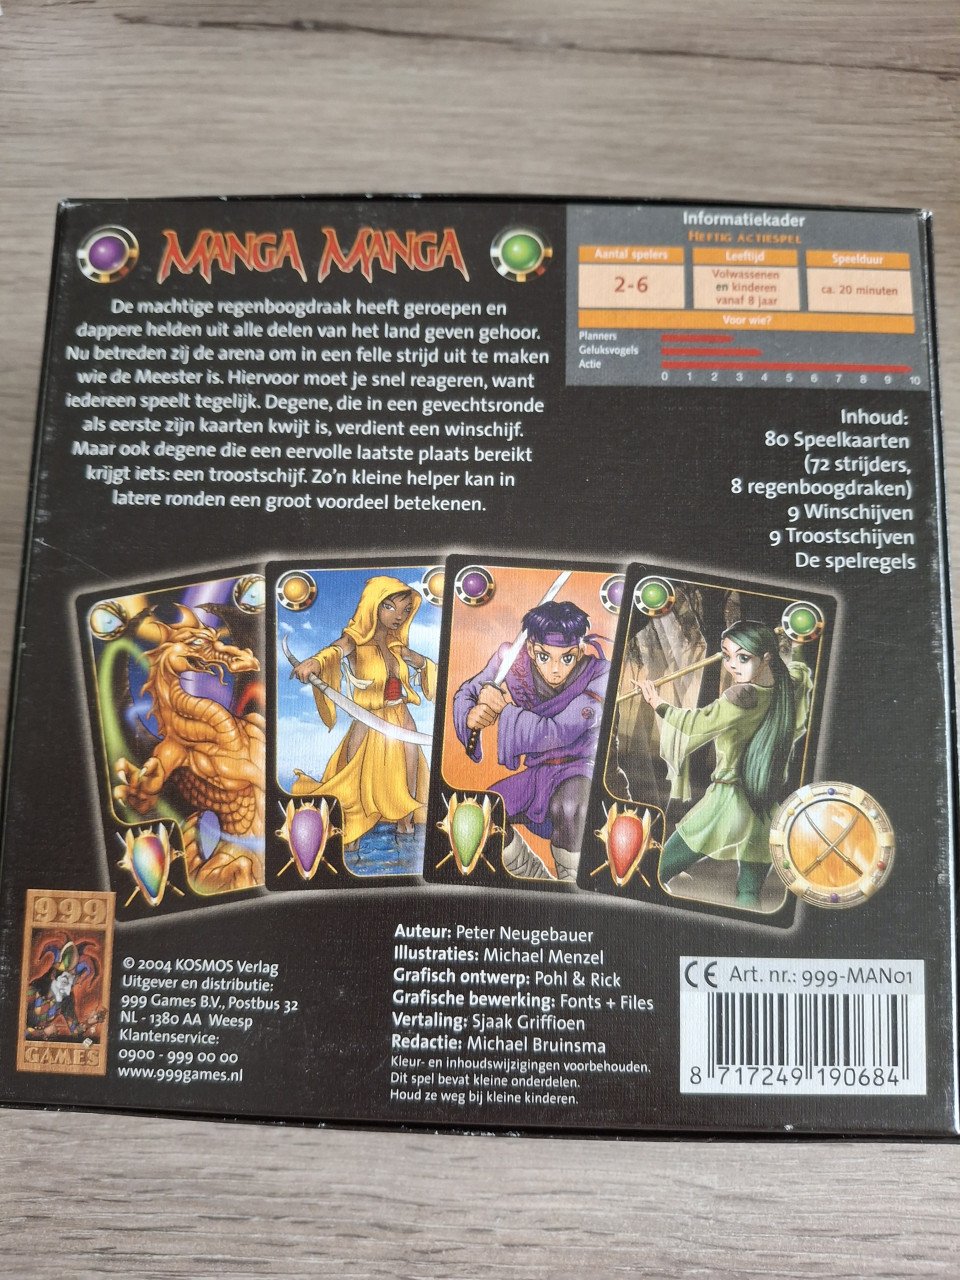 MANGA MANGA
De machtige regenboogdraak heeft geroepen en
dappere helden uit alle delen van het land geven gehoor.
Nu betreden zij de arena om in een felle strijd uit te maken
wie de Meester is. Hiervoor moet je snel reageren, want
iedereen speelt tegelijk. Degene, die in een gevechtsronde
als eerste zijn kaarten kwijt is, verdient een winschijf.
Maar ook degene die een eervolle laatste plaats bereikt
krijgt iets: een troostschijf. Zo'n kleine helper kan in
latere ronden een groot voordeel betekenen.
Informatiekader
HEFTIG ACTIESPEL
Aantal spelers
2-6
Leeftijd
Volwassenen
en kinderen
vanaf 8 jaar
Speelduur
ca. 20 minuten
Voor wie?
Planners
Geluksvogels
Actie
0 1 2 3 4 5 6 7 8 9 10
Inhoud:
80 Speelkaarten
(72 strijders,
8 regenboogdraken)
9 Winschijven
9 Troostschijven
De spelregels
999
GAMES
© 2004 KOSMOS Verlag
Uitgever en distributie:
999 Games B.V., Postbus 32
NL - 1380 AA Weesp
Klantenservice:
0900 - 999 00 00
www.999games.nl
Auteur: Peter Neugebauer
Illustraties: Michael Menzel
Grafisch ontwerp: Pohl & Rick
Grafische bewerking: Fonts + Files
Vertaling: Sjaak Griffioen
Redactie: Michael Bruinsma
Kleur- en inhoudswijzigingen voorbehouden.
Dit spel bevat kleine onderdelen.
Houd ze weg bij kleine kinderen.
CE Art. nr.: 999-MAN01
8 717249 190684